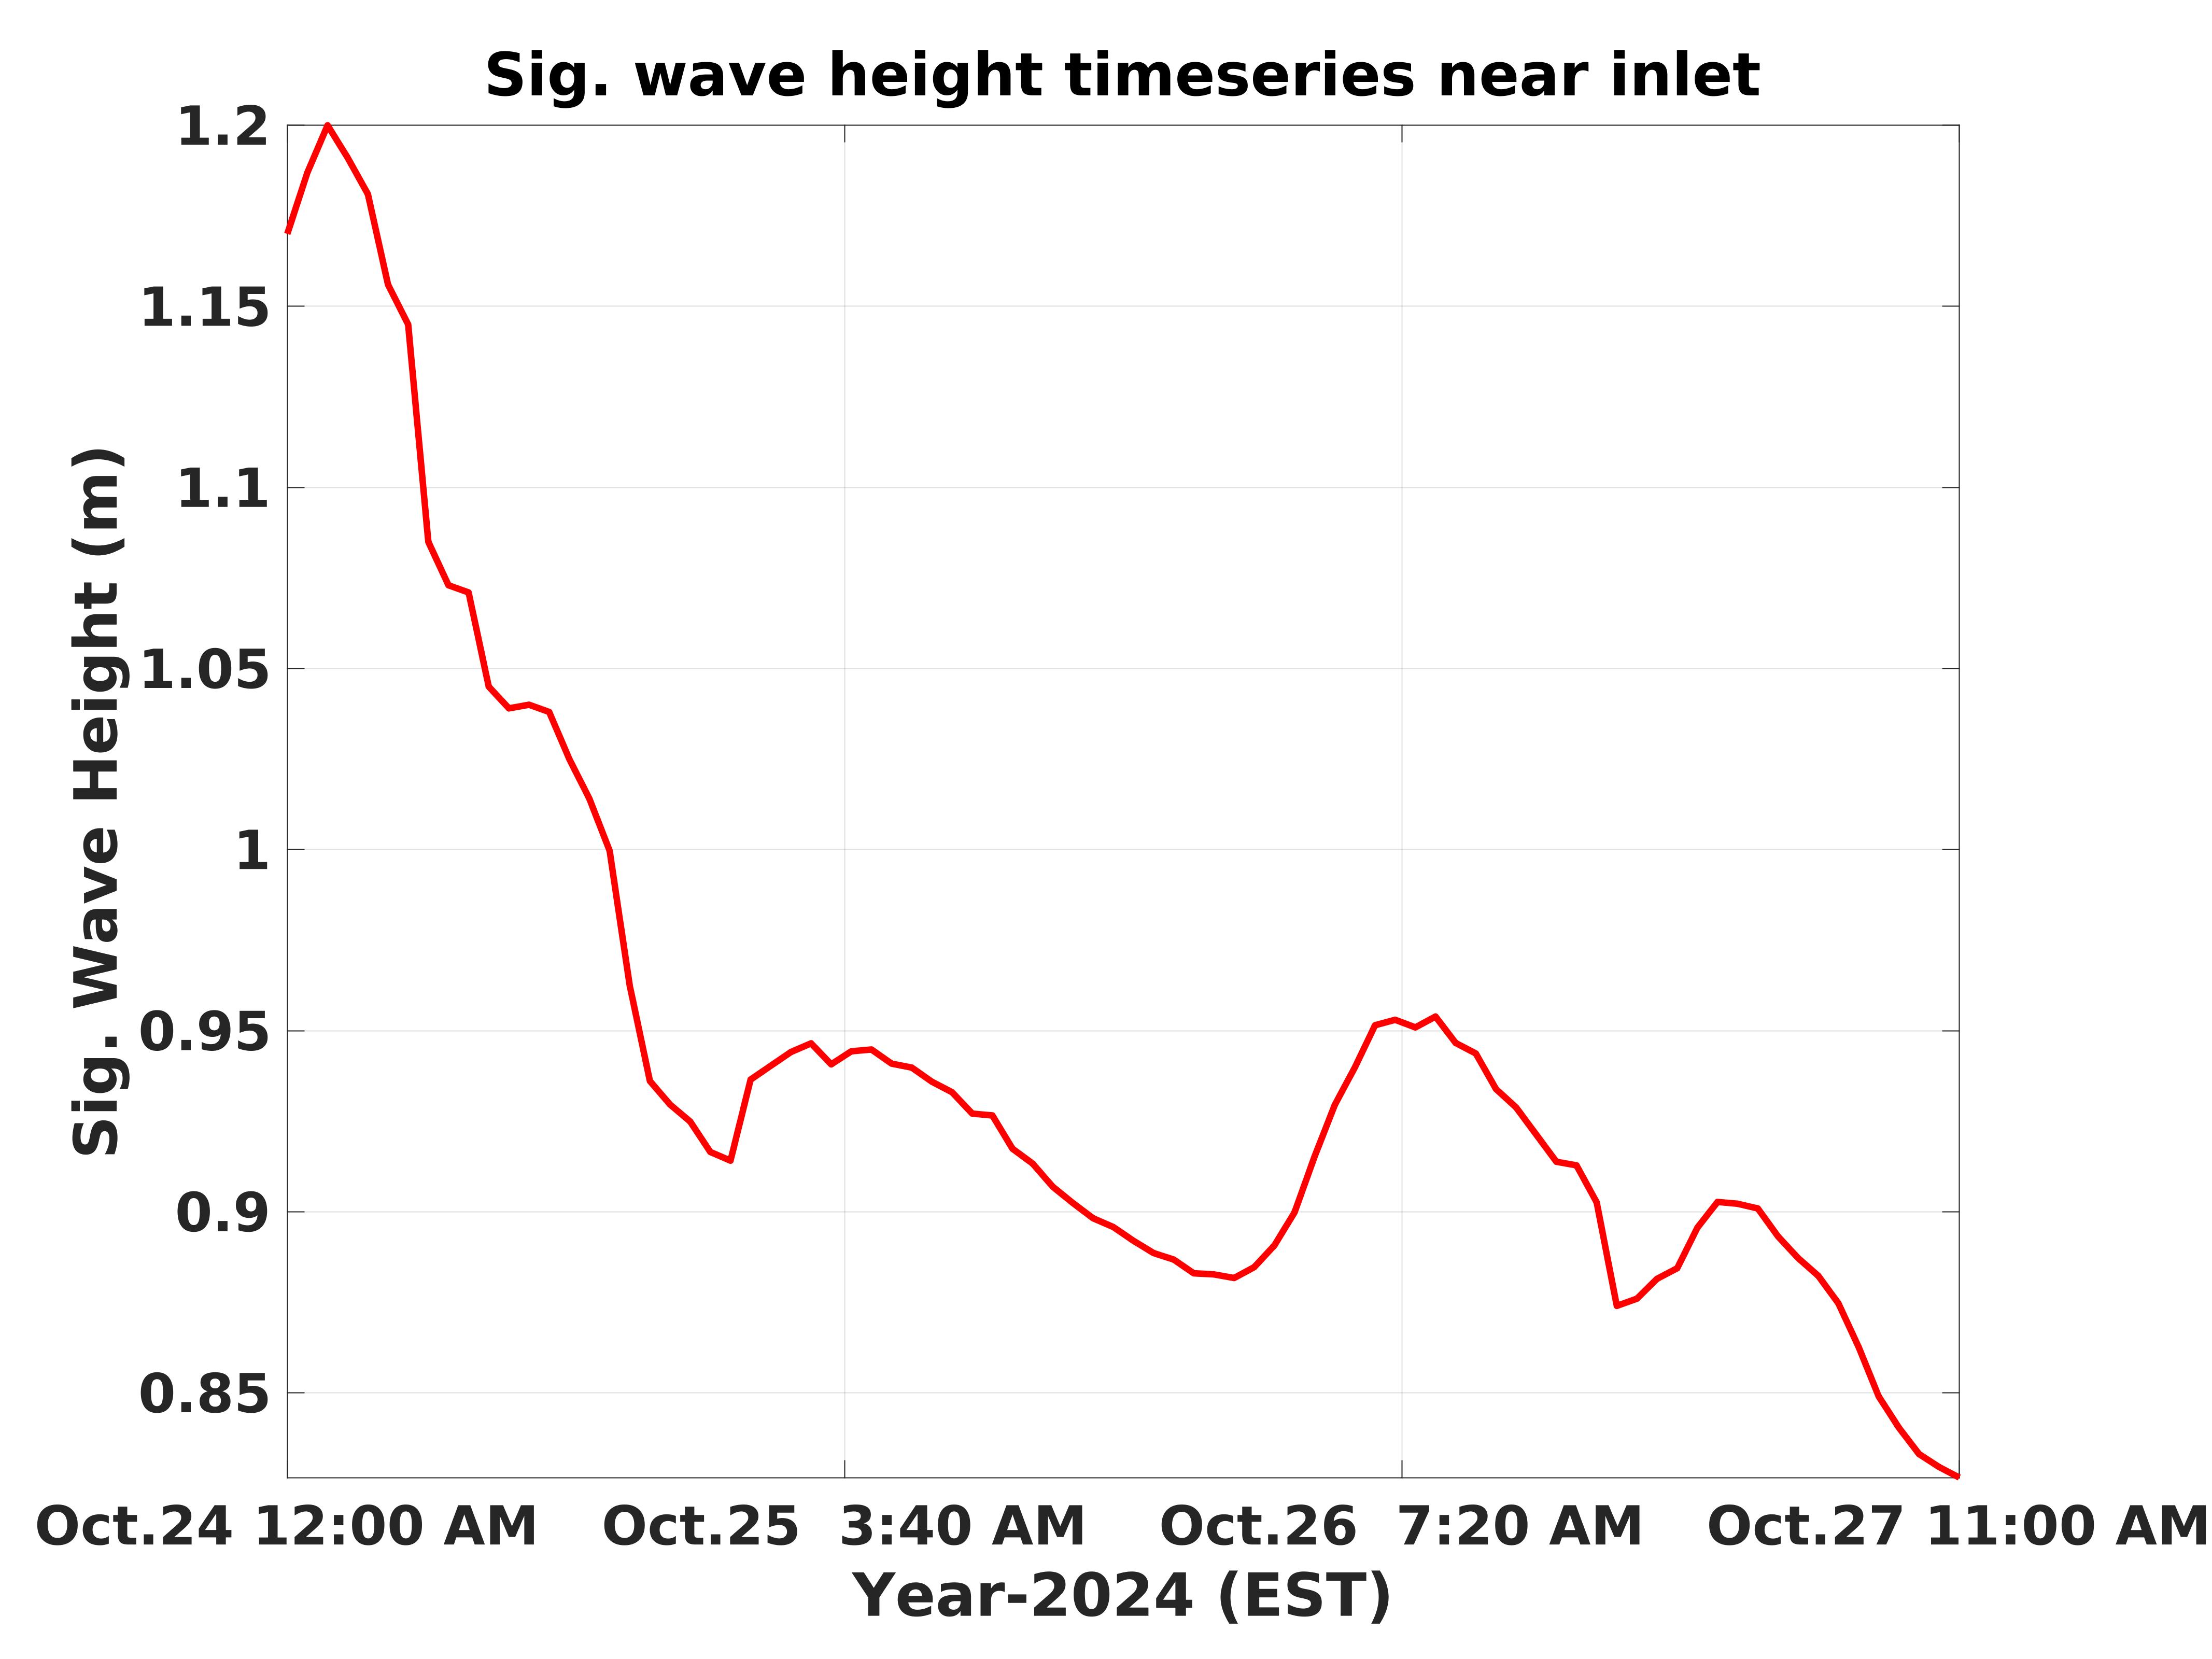 Sig. wave height timeseries near inlet
1.2
1.15
1.1
1.05
1
0.95
0.9
0.85
Sig. Wave Height (m)
Oct.24 12:00 AM Oct.25 3:40 AM Oct.26 7:20 AM Oct.27 11:00 AM
Year-2024 (EST)